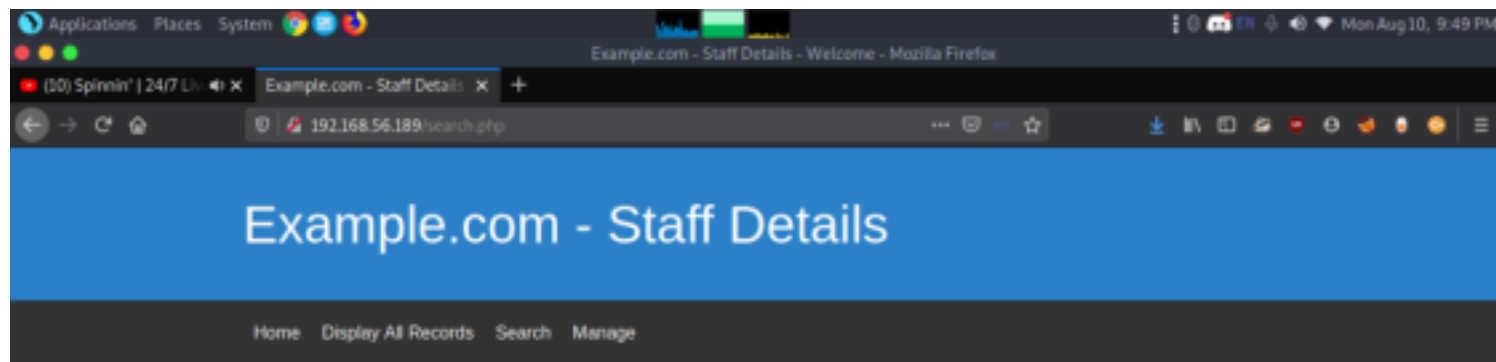 Applications Places System EN Mon Aug 10, 9:49 PM
Example.com - Staff Details - Welcome - Mozilla Firefox
(10) Spinnin' | 24/7 Liv Example.com - Staff Details
192.168.56.189/search.php
Example.com - Staff Details
Home Display All Records Search Manage